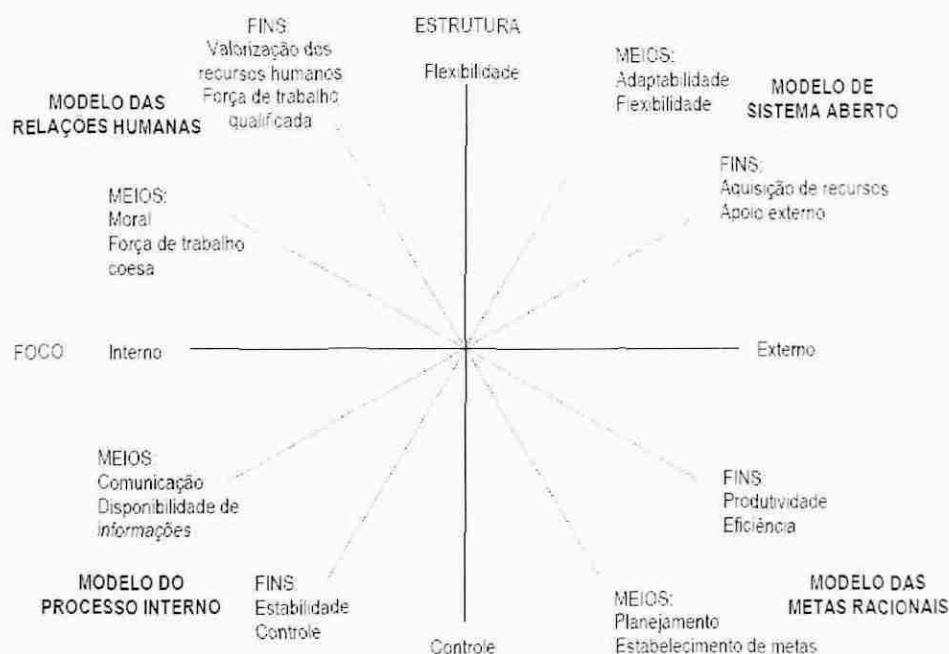 FINS:
Valorização dos
recursos humanos
Força de trabalho
qualificada
ESTRUTURA
Flexibilidade
MEIOS:
Adaptabilidade
Flexibilidade
MODELO DE
SISTEMA ABERTO
MODELO DAS
RELAÇÕES HUMANAS
FINS:
Aquisição de recursos
Apoio externo
MEIOS:
Moral
Força de trabalho
coesa
FOCO
Interno
Externo
MEIOS:
Comunicação
Disponibilidade de
informações
FINS:
Produtividade
Eficiência
MODELO DO
PROCESSO INTERNO
FINS:
Estabilidade
Controle
Controle
MEIOS:
Planejamento
Estabelecimento de metas
MODELO DAS
METAS RACIONAIS